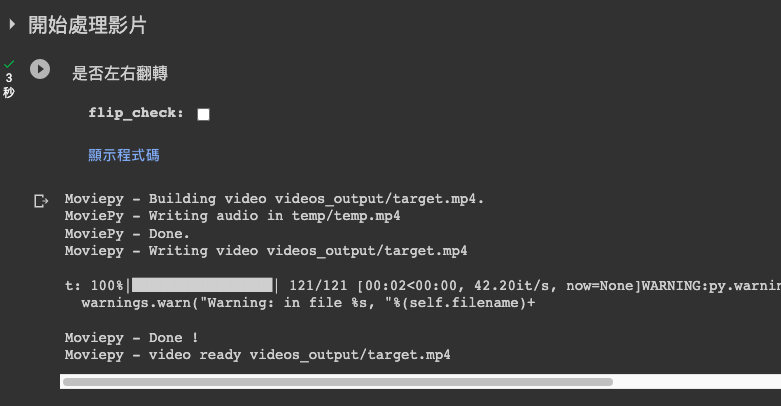 開始處理影片
3
秒
是否左右翻轉
flip_check:
顯示程式碼
Moviepy - Building video videos_output/target.mp4.
MoviePy - Writing audio in temp/temp.mp4
MoviePy - Done.
Moviepy - Writing video videos_output/target.mp4
t: 100%|█████████████████| 121/121 [00:02<00:00, 42.20it/s, now=None]WARNING:py.warnin
warnings.warn("Warning: in file %s, "%(self.filename)+
Moviepy - Done !
Moviepy - video ready videos_output/target.mp4